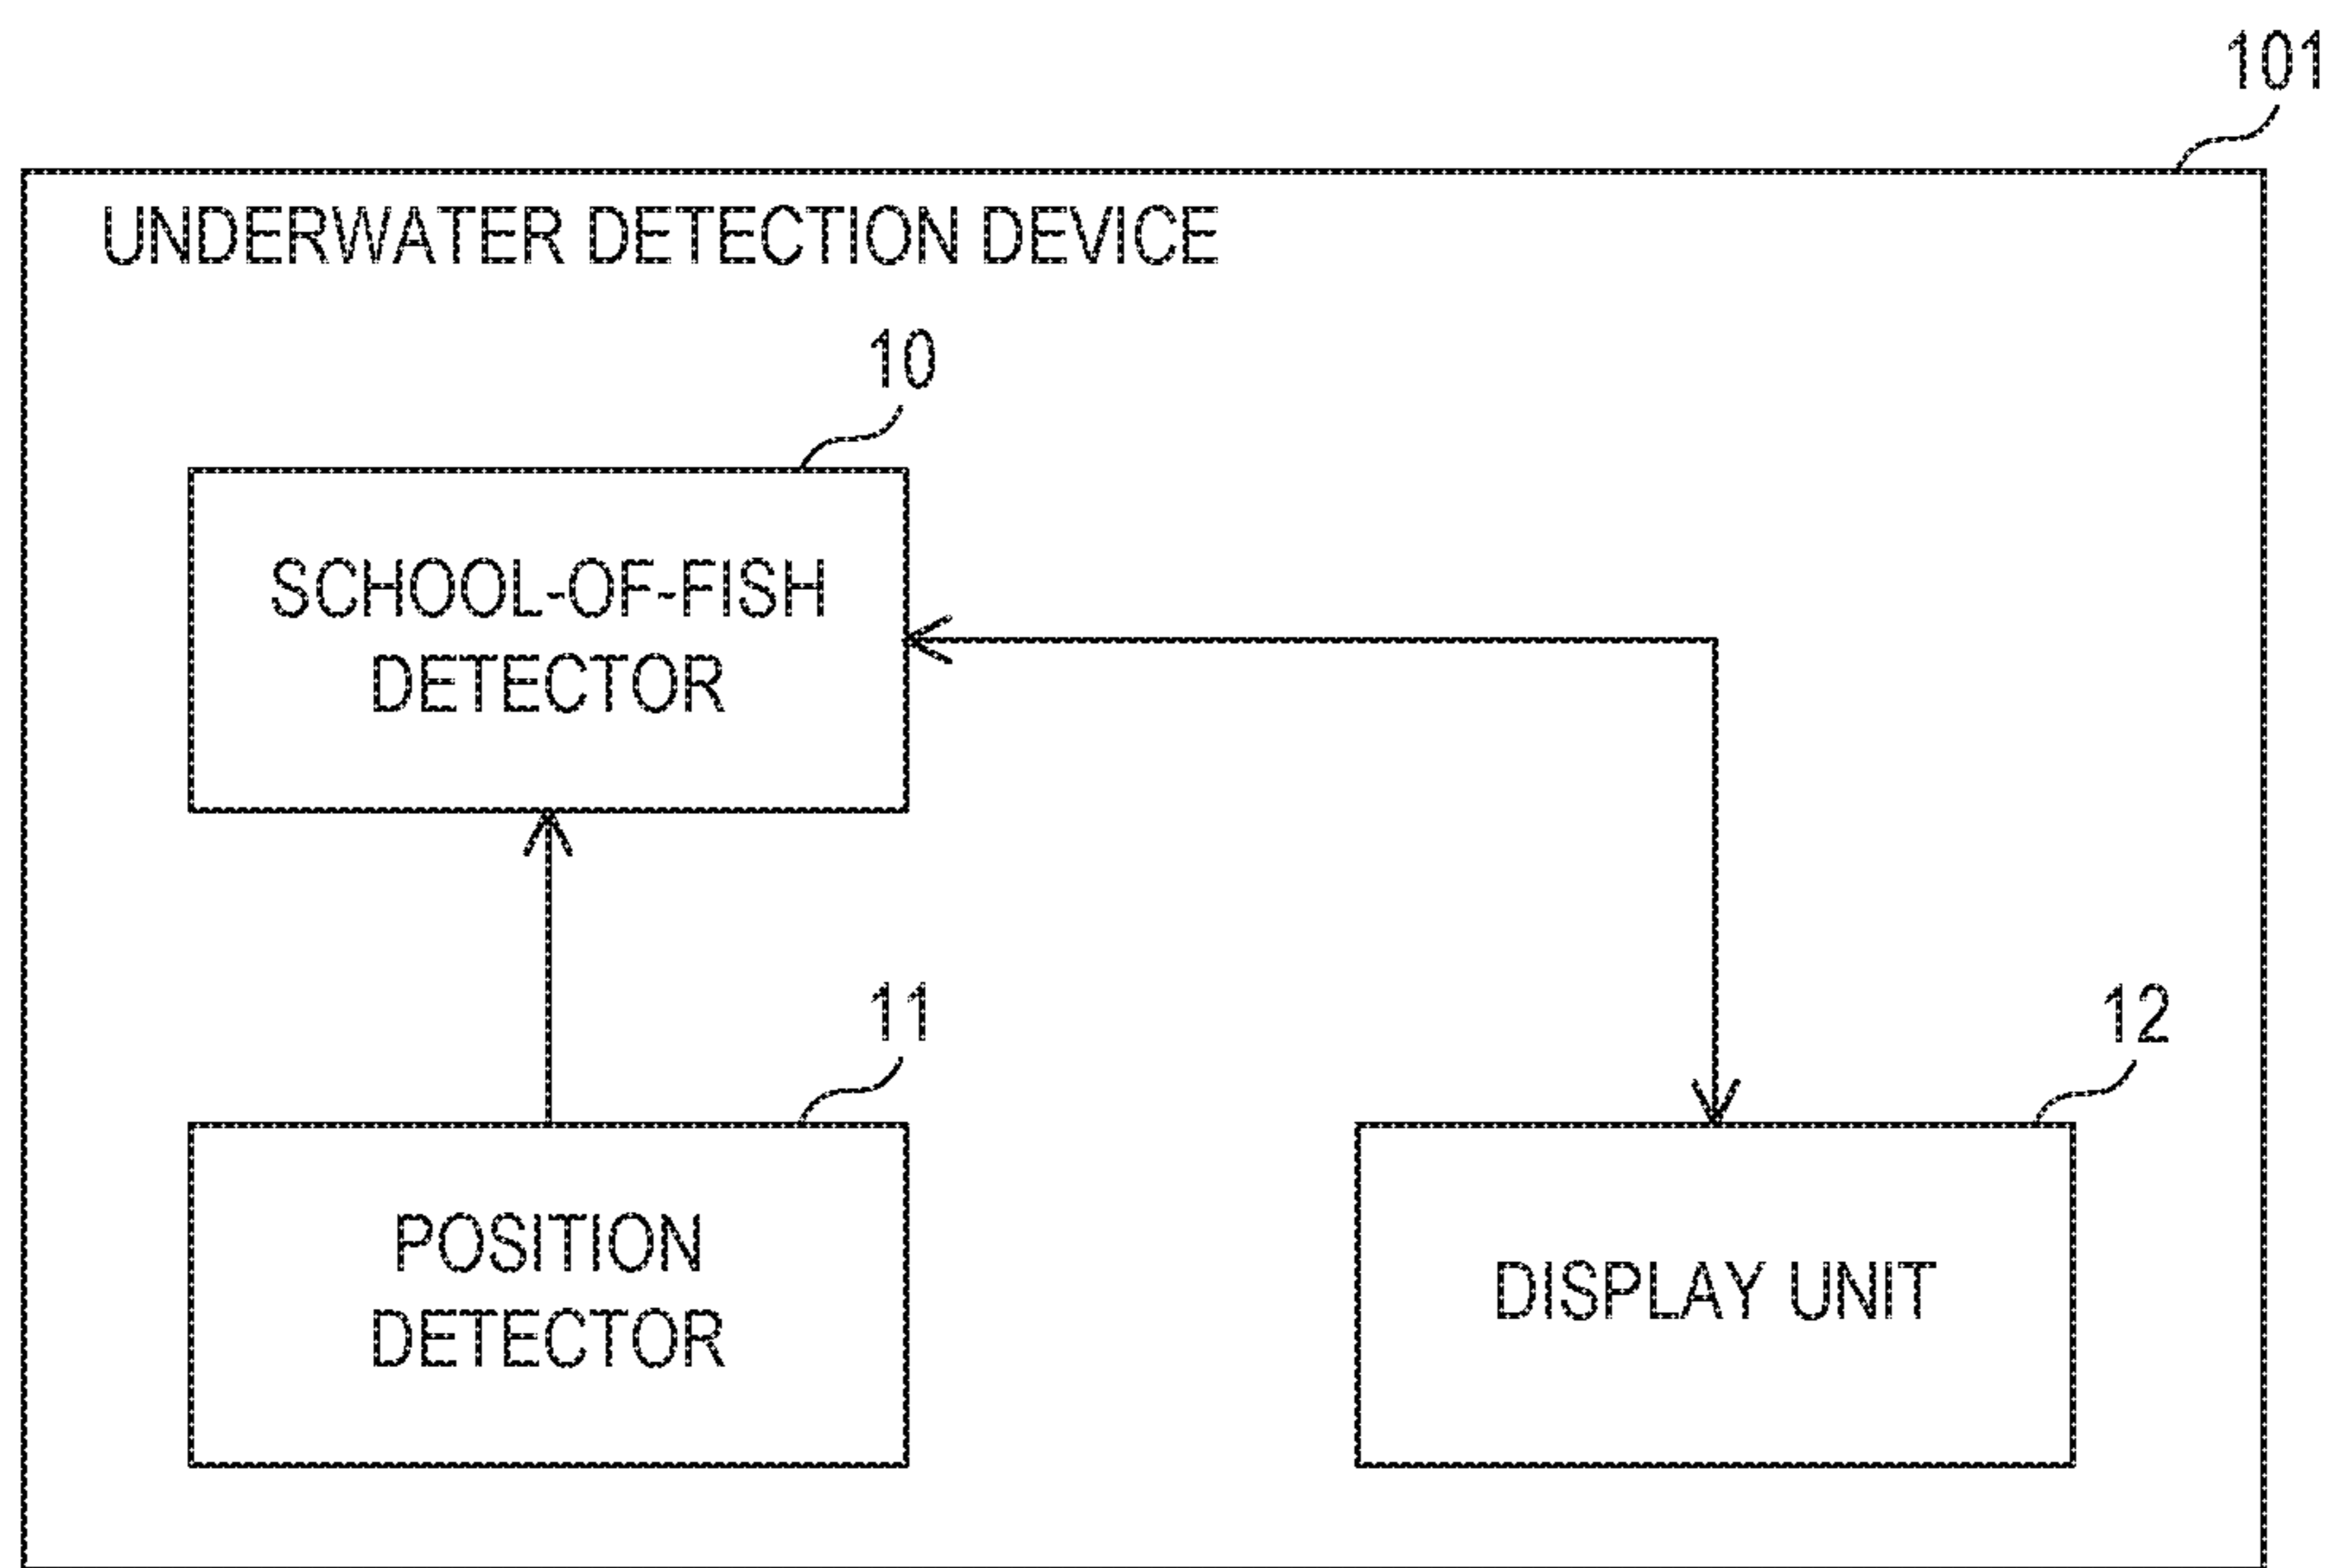 101
UNDERWATER DETECTION DEVICE
10
SCHOOL-OF-FISH
DETECTOR
11
POSITION
DETECTOR
12
DISPLAY UNIT